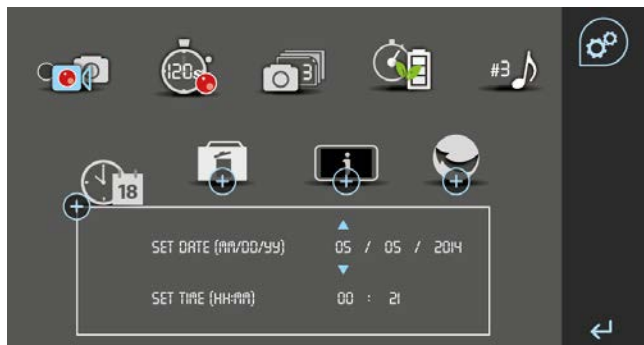 120s
3
#3
18
SET DATE (MM/DD/YY) 05 / 05 / 2014
SET TIME (HH:MM) 00 : 21